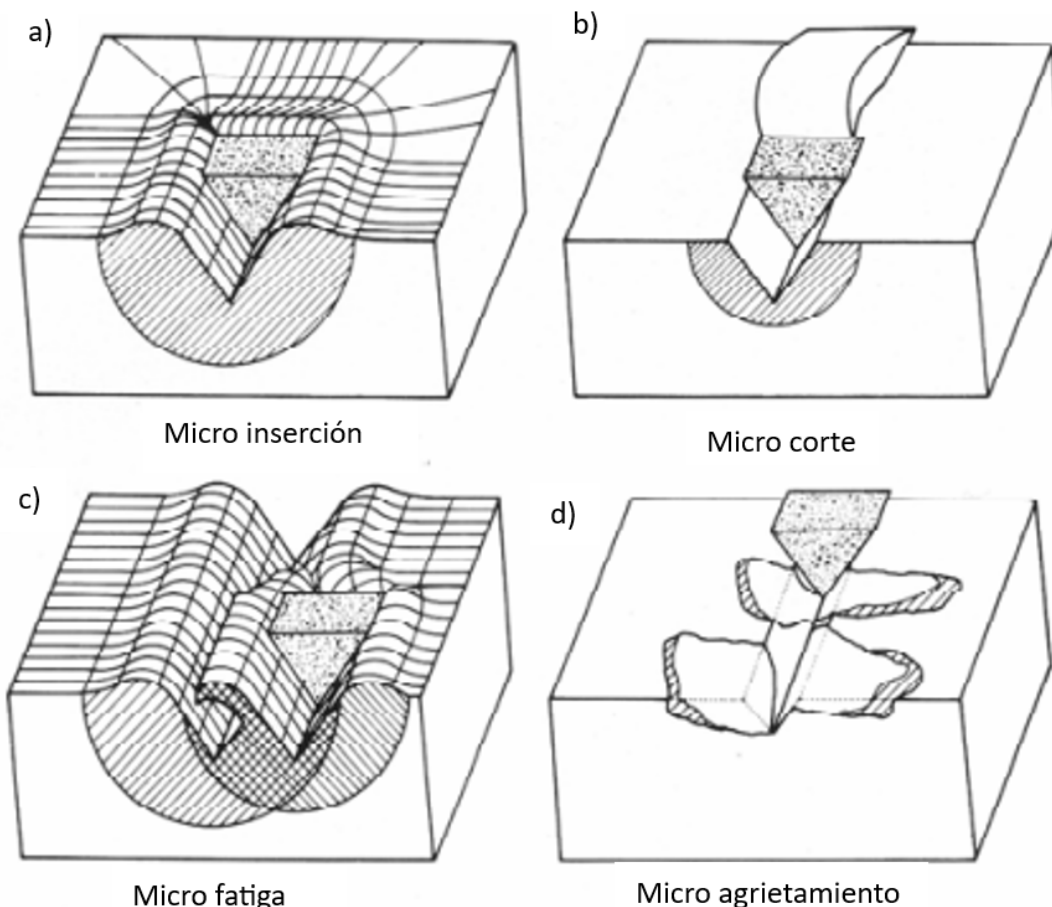 a)
b)
Micro inserción
Micro corte
c)
d)
Micro fatiga
Micro agrietamiento